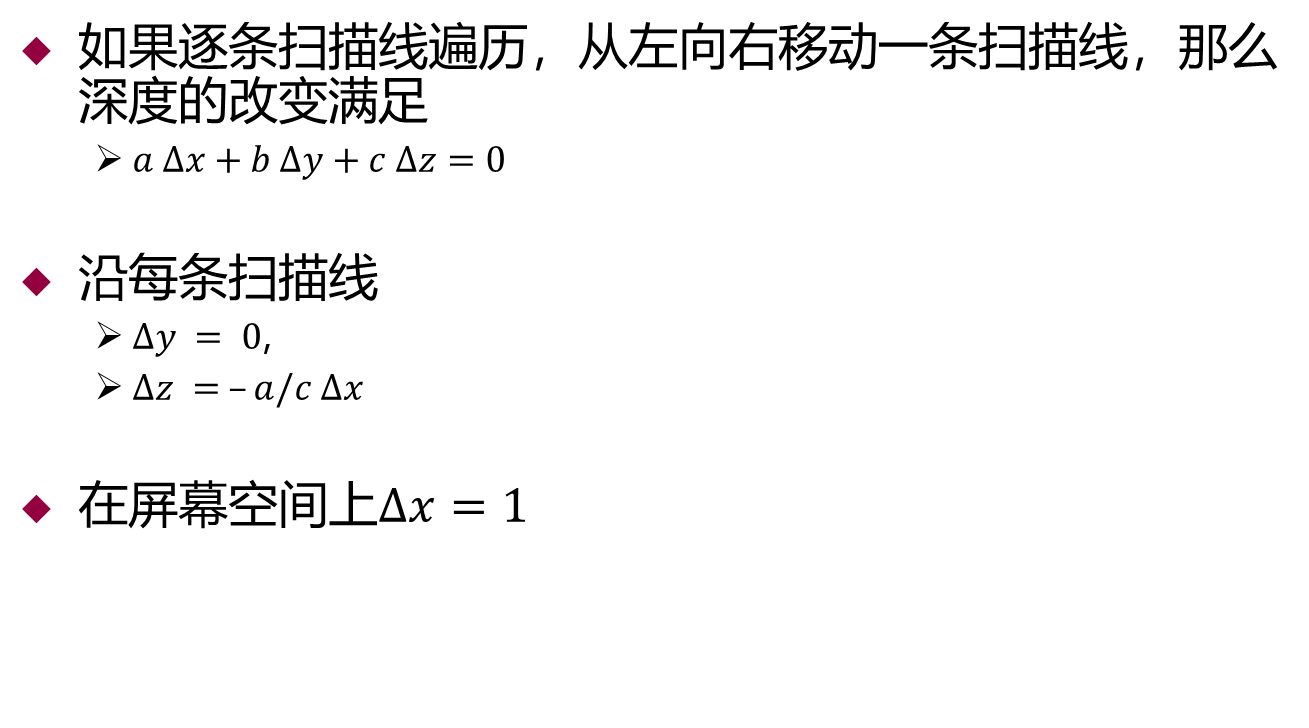 如果逐条扫描线遍历，从左向右移动一条扫描线，那么
深度的改变满足
a Δx + b Δy + c Δz = 0
沿每条扫描线
Δy = 0,
Δz = – a/c Δx
在屏幕空间上Δx = 1